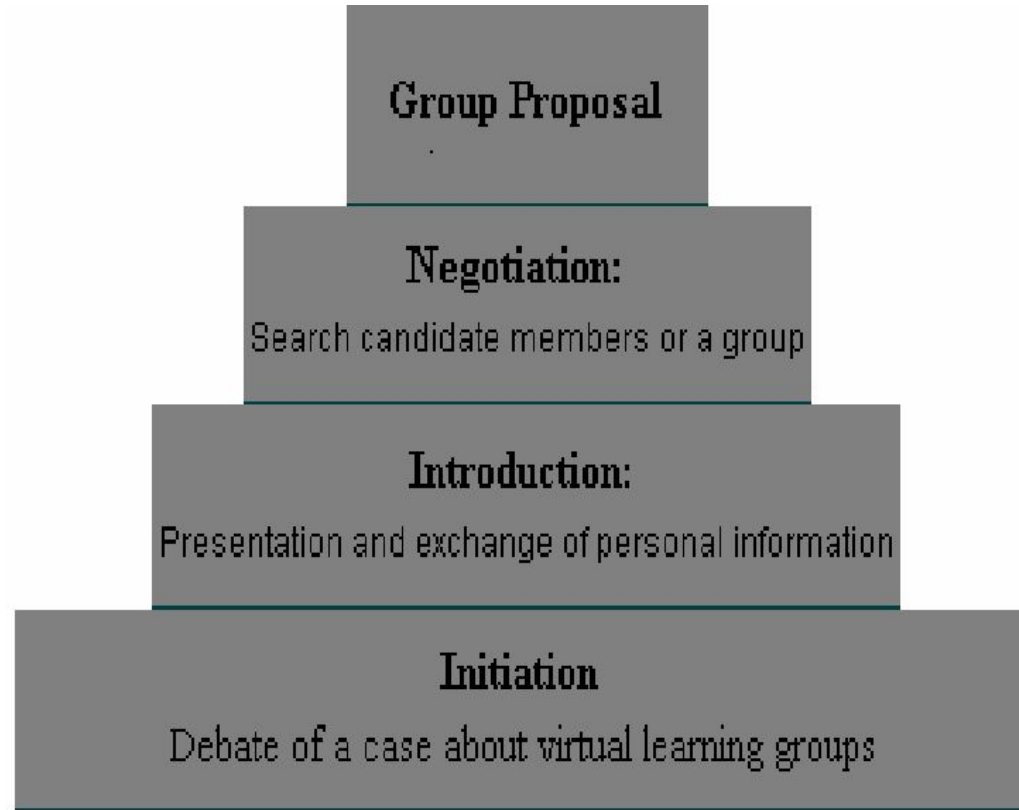 Group Proposal
.
Negotiation:
Search candidate members or a group
Introduction:
Presentation and exchange of personal information
Initiation
Debate of a case about virtual learning groups